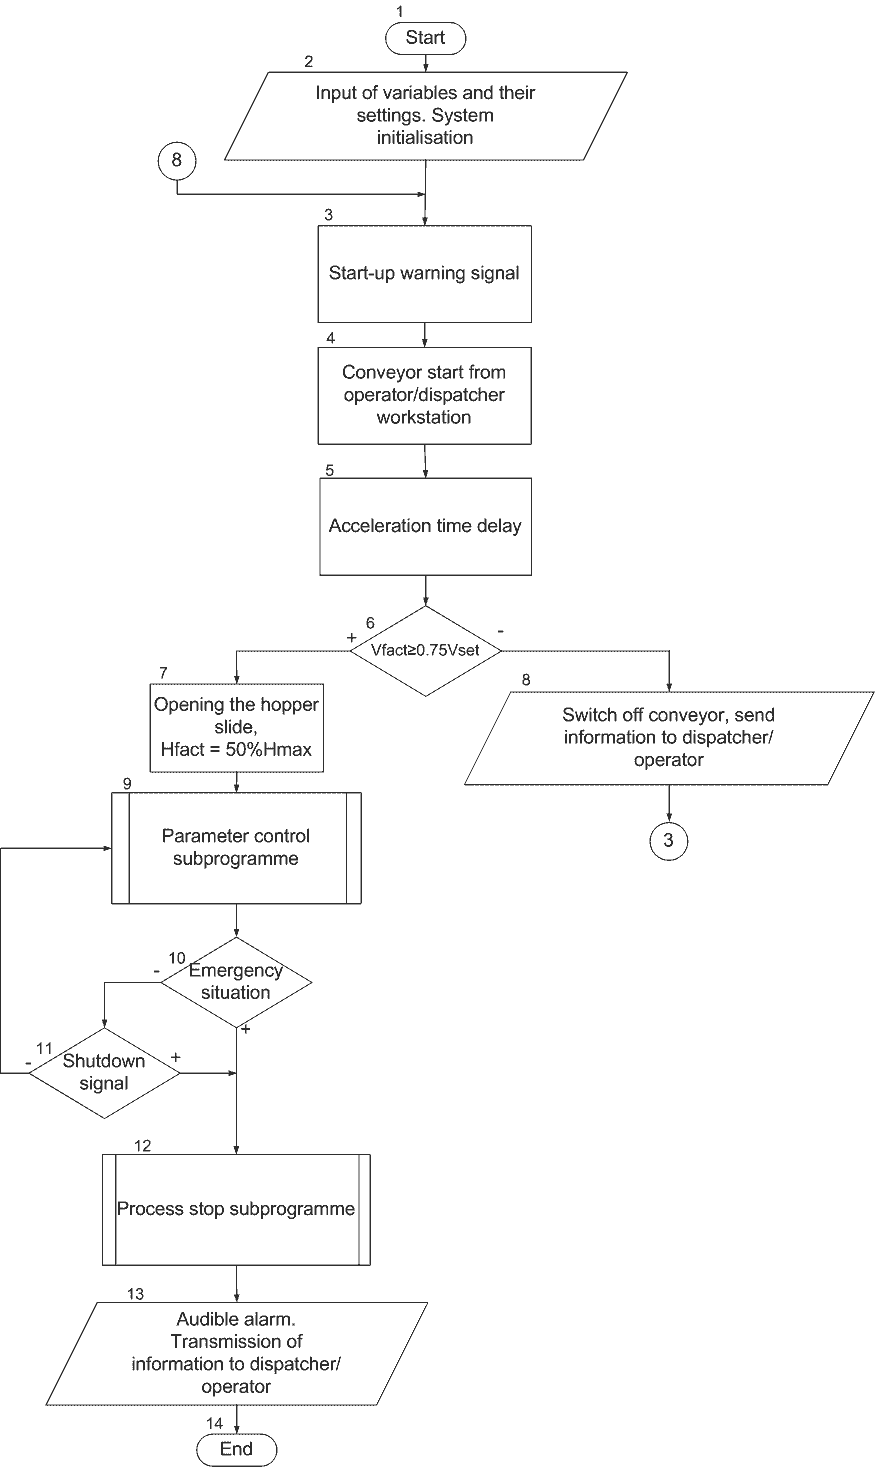 1
Start
2
Input of variables and their
settings. System
initialisation
8
3
Start-up warning signal
4
Conveyor start from
operator/dispatcher
workstation
5
Acceleration time delay
6
+
-
Vfact≥0.75Vset
7
Opening the hopper
slide,
Hfact = 50%Hmax
8
Switch off conveyor, send
information to dispatcher/
operator
3
9
Parameter control
subprogramme
10
-
Emergency
situation
+
11
-
+
Shutdown
signal
12
Process stop subprogramme
13
Audible alarm.
Transmission of
information to dispatcher/
operator
14
End